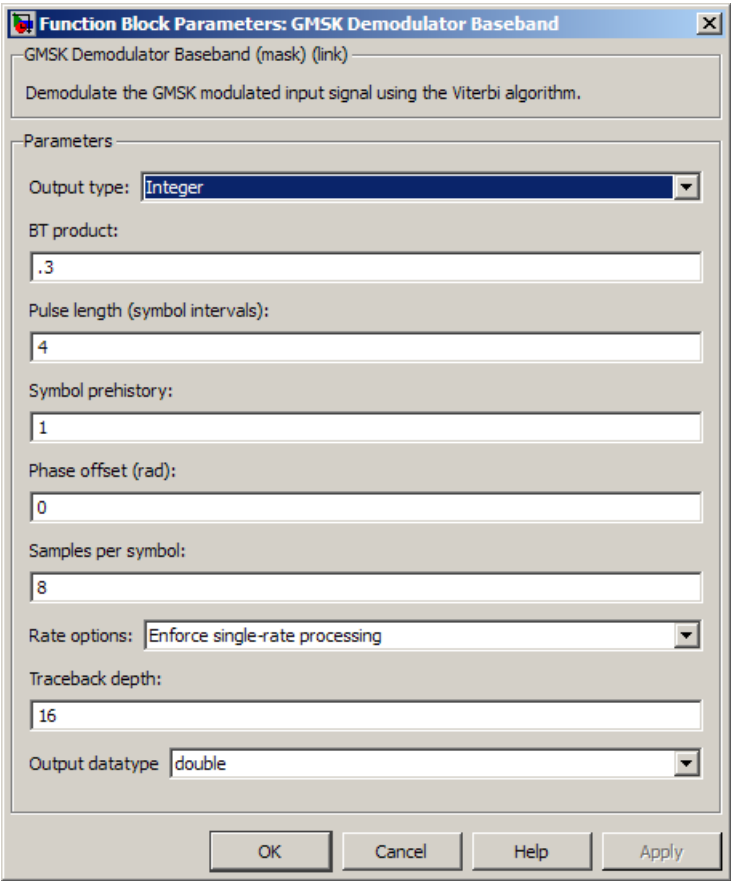 Function Block Parameters: GMSK Demodulator Baseband
GMSK Demodulator Baseband (mask) (link)
Demodulate the GMSK modulated input signal using the Viterbi algorithm.
Parameters
Output type: Integer
BT product:
.3
Pulse length (symbol intervals):
4
Symbol prehistory:
1
Phase offset (rad):
0
Samples per symbol:
8
Rate options: Enforce single-rate processing
Traceback depth:
16
Output datatype double
OK Cancel Help Apply